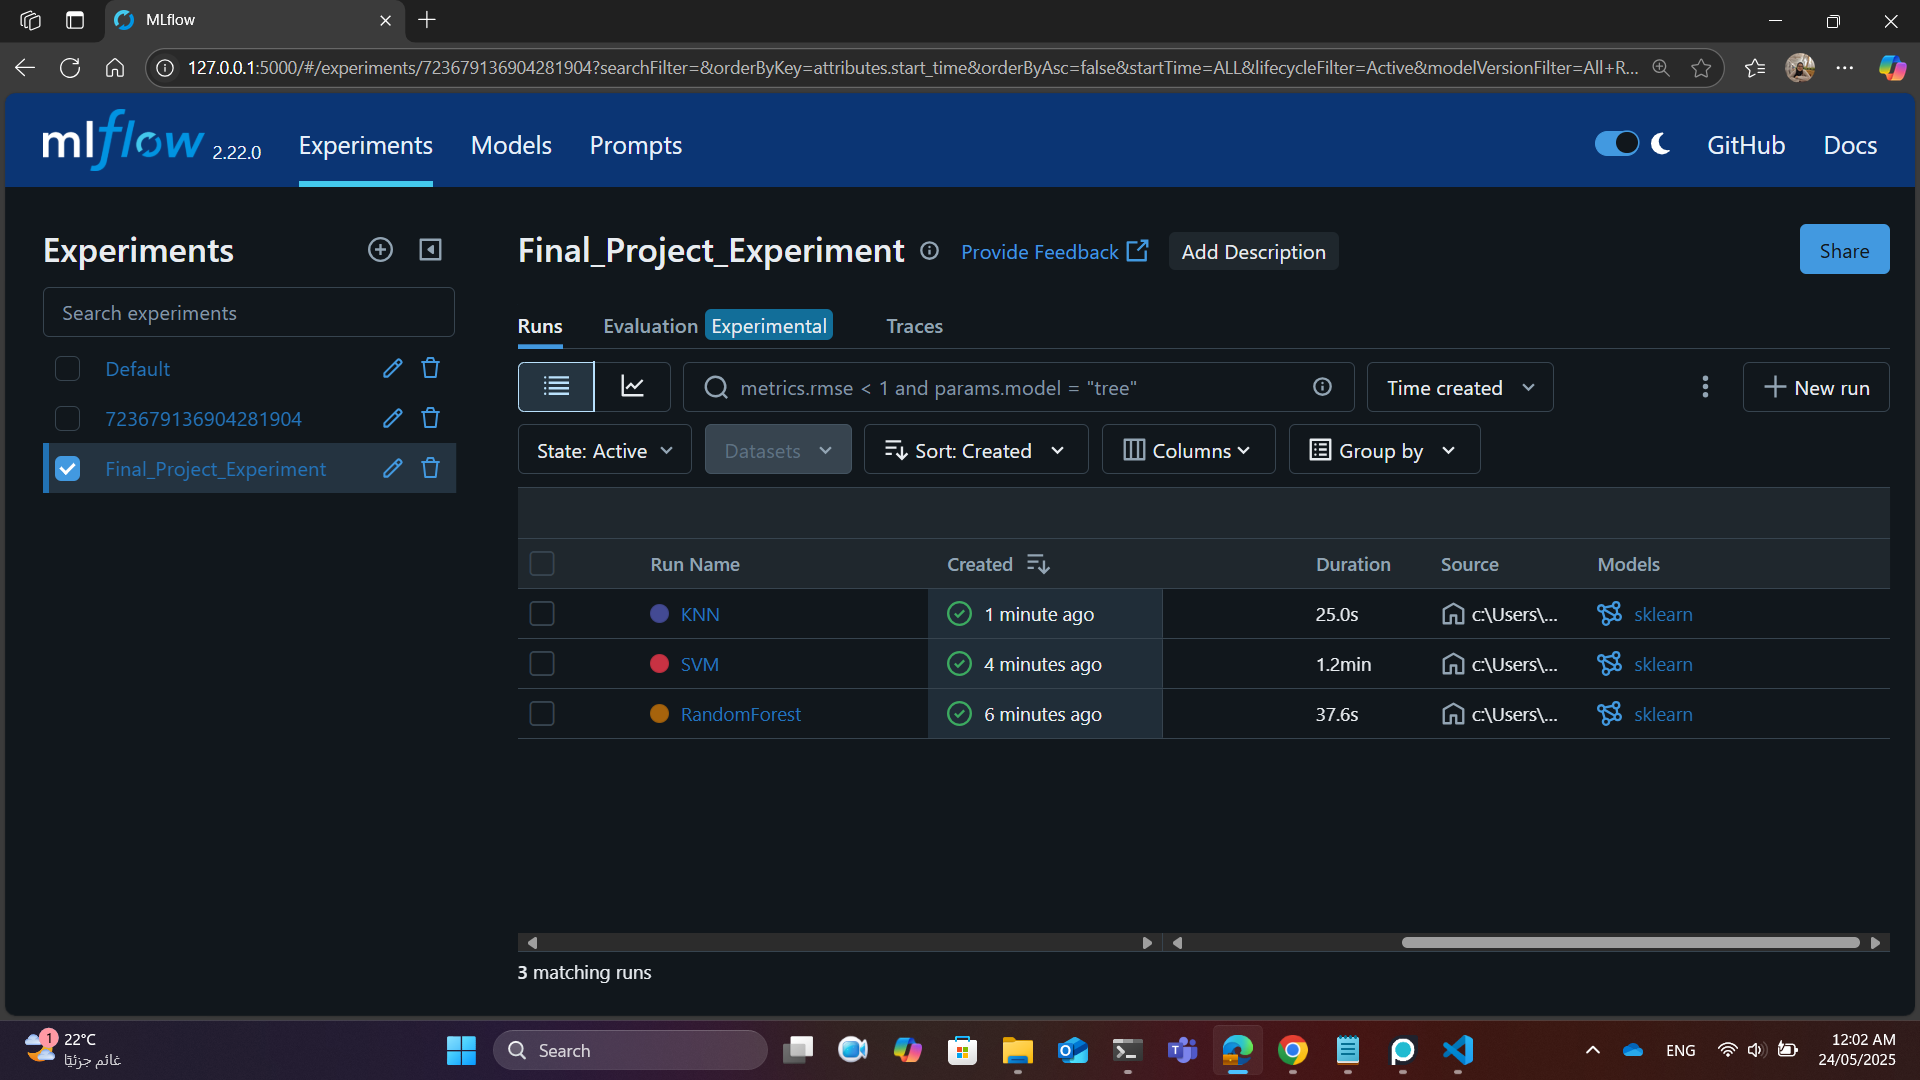 MLflow
127.0.0.1:5000/#/experiments/723679136904281904?searchFilter=&orderByKey=attributes.start_time&orderByAsc=false&startTime=ALL&lifecycleFilter=Active&modelVersionFilter=All+R...
mlflow 2.22.0 Experiments Models Prompts GitHub Docs
Experiments
Search experiments
Default
723679136904281904
Final_Project_Experiment
Final_Project_Experiment Provide Feedback Add Description Share
Runs Evaluation Experimental Traces
metrics.rmse < 1 and params.model = "tree" Time created New run
State: Active Datasets Sort: Created Columns Group by
Run Name Created Duration Source Models
KNN 1 minute ago 25.0s c:\Users\... sklearn
SVM 4 minutes ago 1.2min c:\Users\... sklearn
RandomForest 6 minutes ago 37.6s c:\Users\... sklearn
3 matching runs
1 22°C
غائم جزئيًا
Search
ENG
12:02 AM
24/05/2025